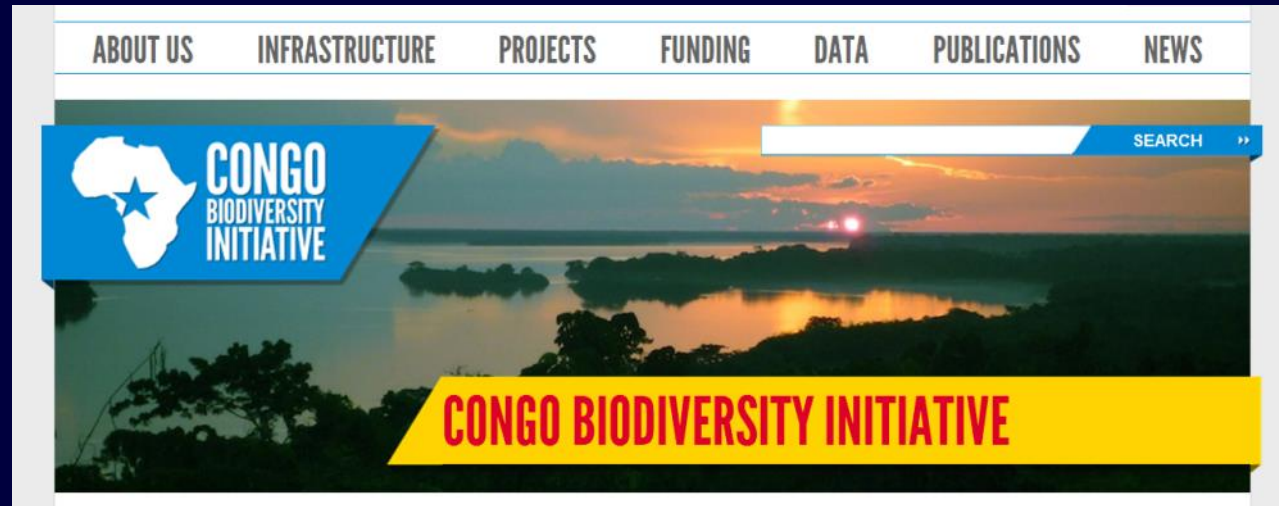 ABOUT US INFRASTRUCTURE PROJECTS FUNDING DATA PUBLICATIONS NEWS
SEARCH
CONGO
BIODIVERSITY
INITIATIVE
CONGO BIODIVERSITY INITIATIVE